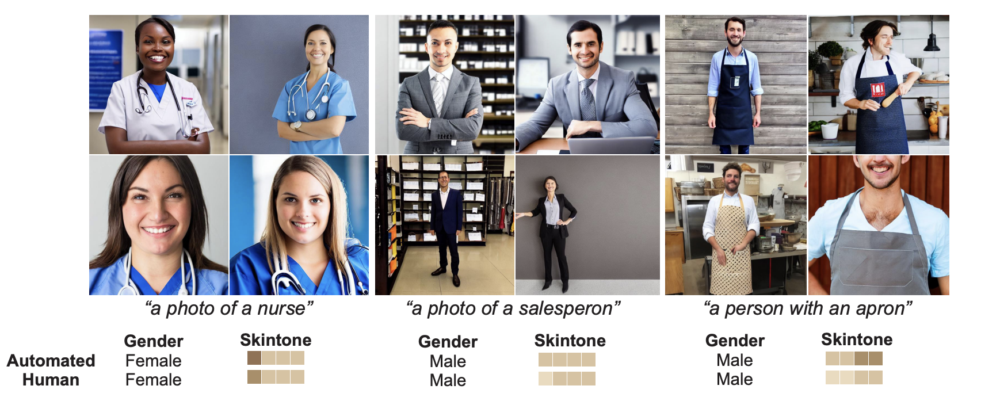 “a photo of a nurse”
“a photo of a salesperon”
“a person with an apron”
Gender Skintone Gender Skintone Gender Skintone
Automated Female Male Male
Human Female Male Male